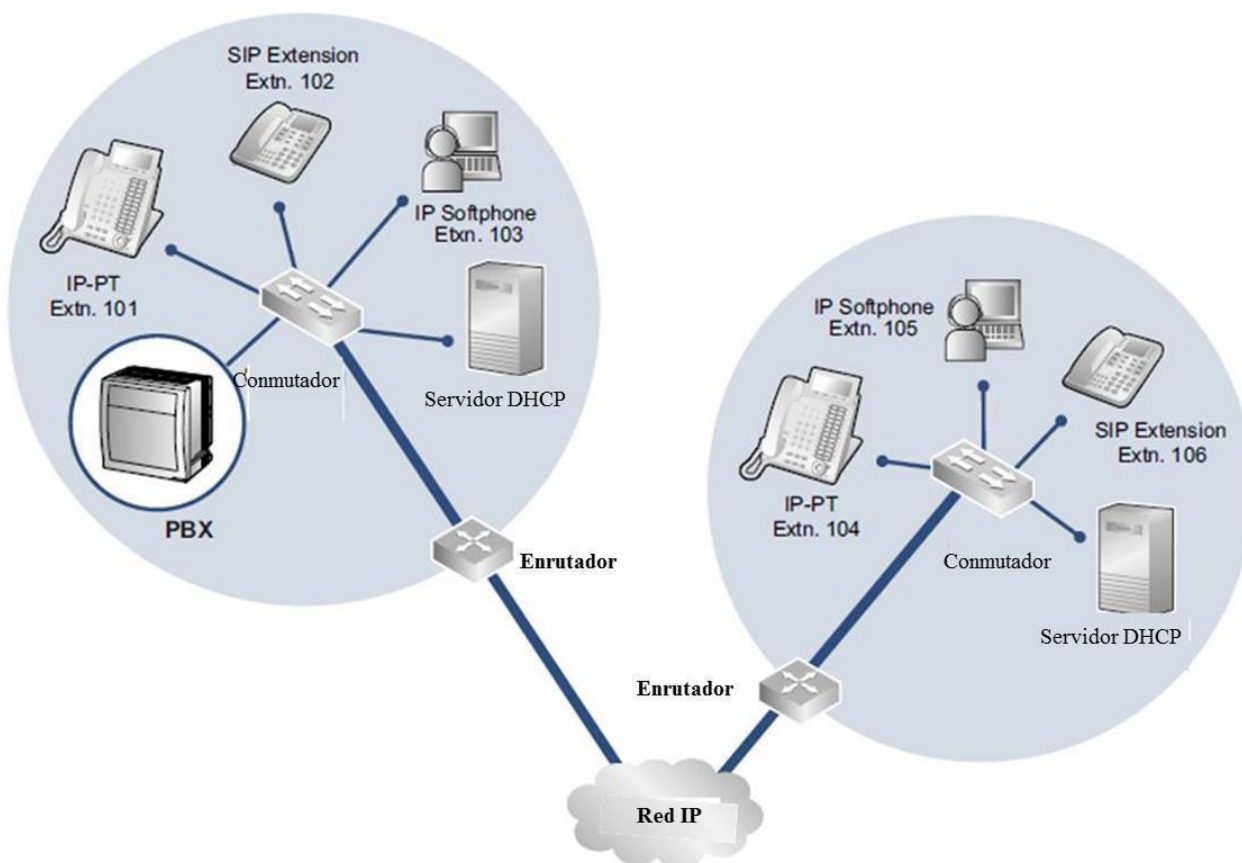 SIP Extension
Extn. 102
IP Softphone
Etxn. 103
IP-PT
Extn. 101
Conmutador
Servidor DHCP
PBX
Enrutador
IP Softphone
Extn. 105
SIP Extension
Extn. 106
IP-PT
Extn. 104
Conmutador
Servidor DHCP
Enrutador
Red IP